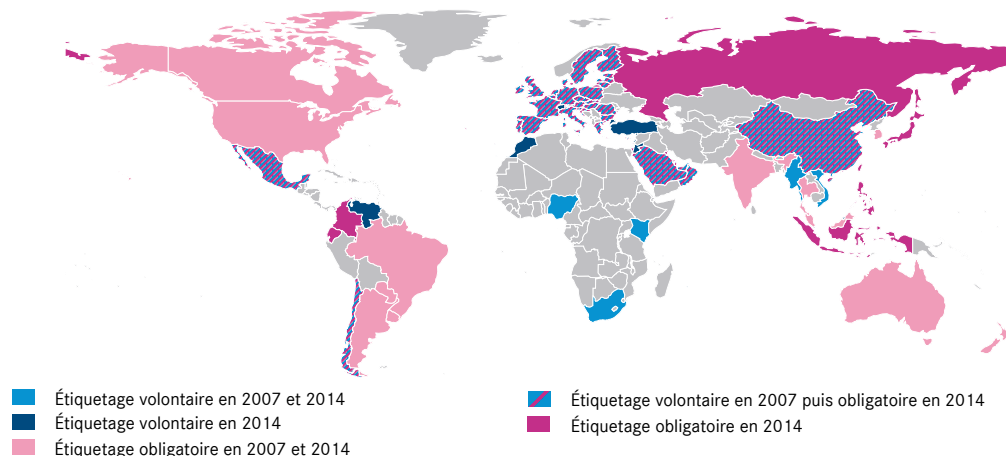 Étiquetage volontaire en 2007 et 2014
Étiquetage volontaire en 2014
Étiquetage obligatoire en 2007 et 2014
Étiquetage volontaire en 2007 puis obligatoire en 2014
Étiquetage obligatoire en 2014